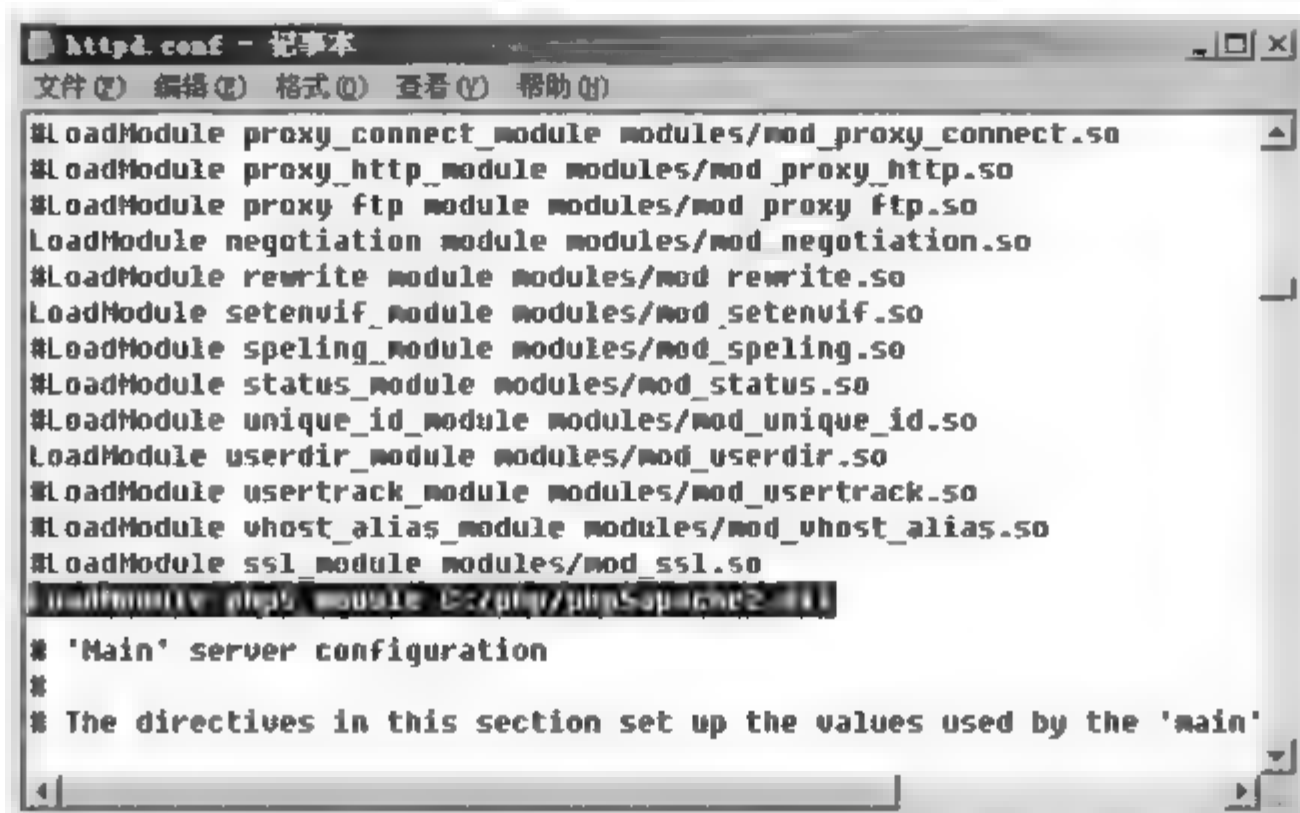 httpd.conf - 记事本
文件(F) 编辑(E) 格式(O) 查看(V) 帮助(H)
#LoadModule proxy_connect_module modules/mod_proxy_connect.so
#LoadModule proxy_http_module modules/mod_proxy_http.so
#LoadModule proxy_ftp_module modules/mod_proxy_ftp.so
LoadModule negotiation_module modules/mod_negotiation.so
#LoadModule rewrite_module modules/mod_rewrite.so
LoadModule setenvif_module modules/mod_setenvif.so
#LoadModule speling_module modules/mod_speling.so
#LoadModule status_module modules/mod_status.so
#LoadModule unique_id_module modules/mod_unique_id.so
LoadModule userdir_module modules/mod_userdir.so
#LoadModule usertrack_module modules/mod_usertrack.so
#LoadModule vhost_alias_module modules/mod_vhost_alias.so
#LoadModule ssl_module modules/mod_ssl.so
LoadModule php5_module C:/php/php5apache2.dll
# 'Main' server configuration
#
# The directives in this section set up the values used by the 'main'